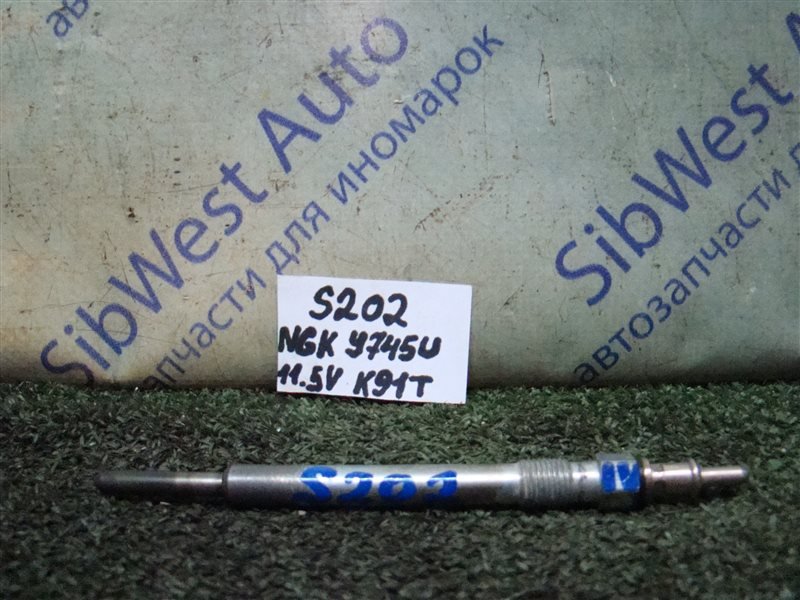 SibWest Auto
автозапчасти для иномарок
SibWest
автозапчасти д
S202
NGK Y745U
11.5V K91T
S202